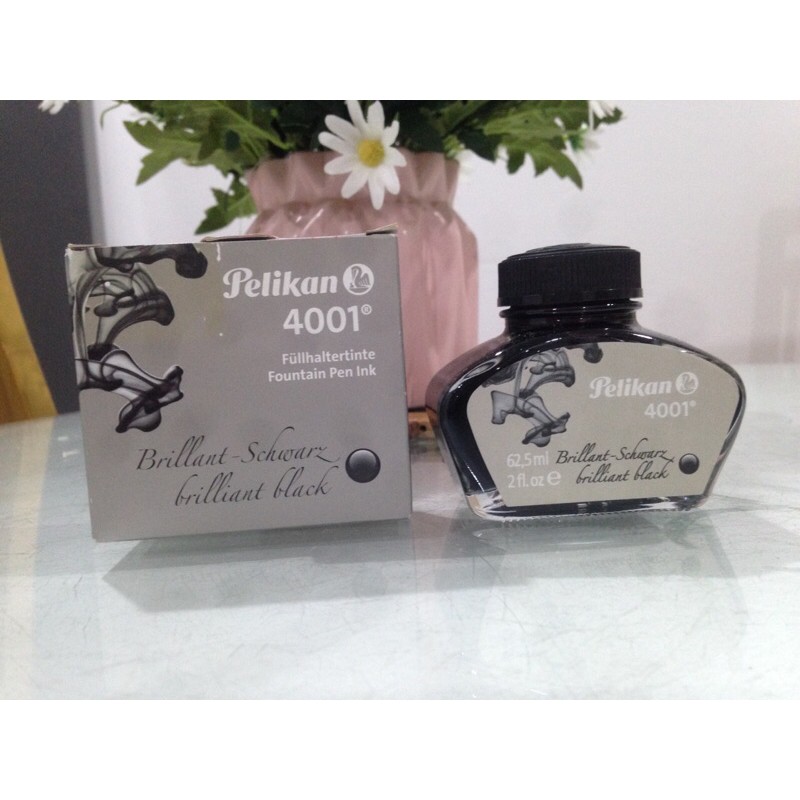 Pelikan
4001®
Füllhaltertinte
Fountain Pen Ink
Brillant-Schwarz
brilliant black
Pelikan
4001®
62,5 ml Brillant-Schwarz
2 fl. oz ℮ brilliant black